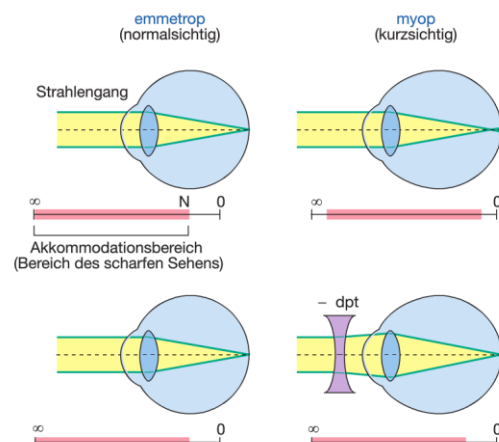 emmetrop
(normalsichtig)
myop
(kurzsichtig)
Strahlengang
∞ N 0
∞ 0
Akkommodationsbereich
(Bereich des scharfen Sehens)
− dpt
∞ 0
∞ 0